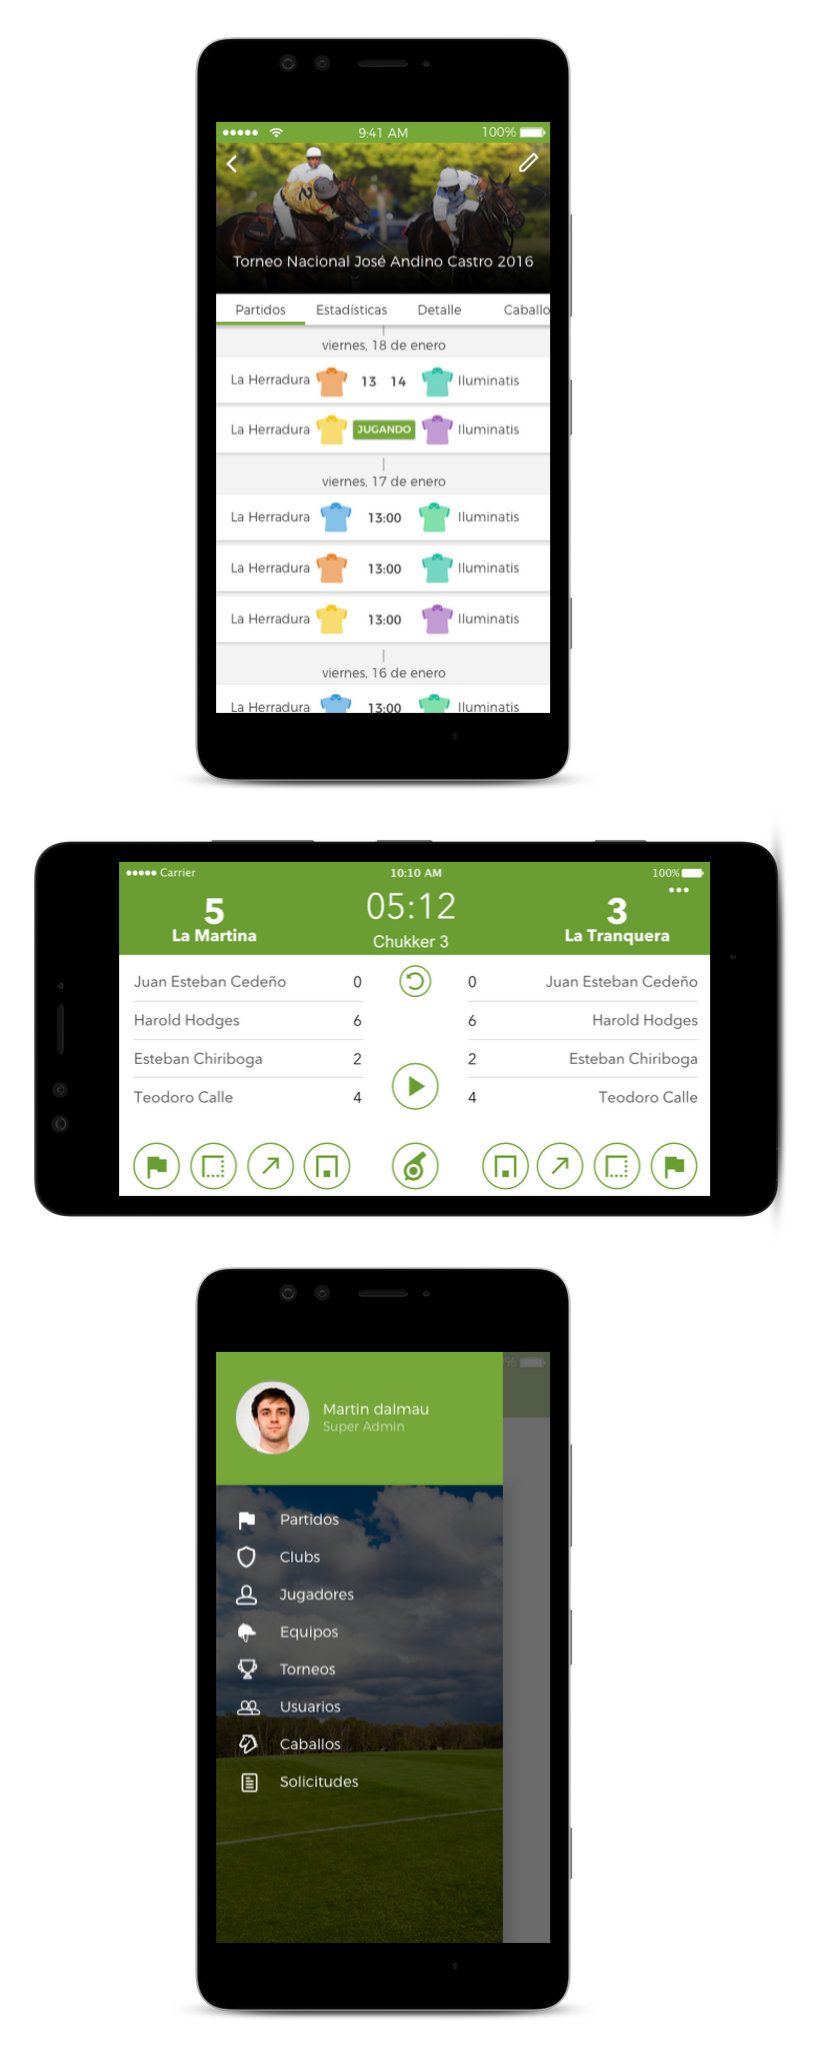 9:41 AM 100%
Torneo Nacional José Andino Castro 2016
Partidos Estadísticas Detalle Caballo
viernes, 18 de enero
La Herradura 13 14 Iluminatis
La Herradura JUGANDO Iluminatis
viernes, 17 de enero
La Herradura 13:00 Iluminatis
La Herradura 13:00 Iluminatis
La Herradura 13:00 Iluminatis
viernes, 16 de enero
La Herradura 13:00 Iluminatis
Carrier 10:10 AM 100%
5 05:12 3
La Martina Chukker 3 La Tranquera
Juan Esteban Cedeño 0 0 Juan Esteban Cedeño
Harold Hodges 6 6 Harold Hodges
Esteban Chiriboga 2 2 Esteban Chiriboga
Teodoro Calle 4 4 Teodoro Calle
%
Martin dalmau
Super Admin
Partidos
Clubs
Jugadores
Equipos
Torneos
Usuarios
Caballos
Solicitudes